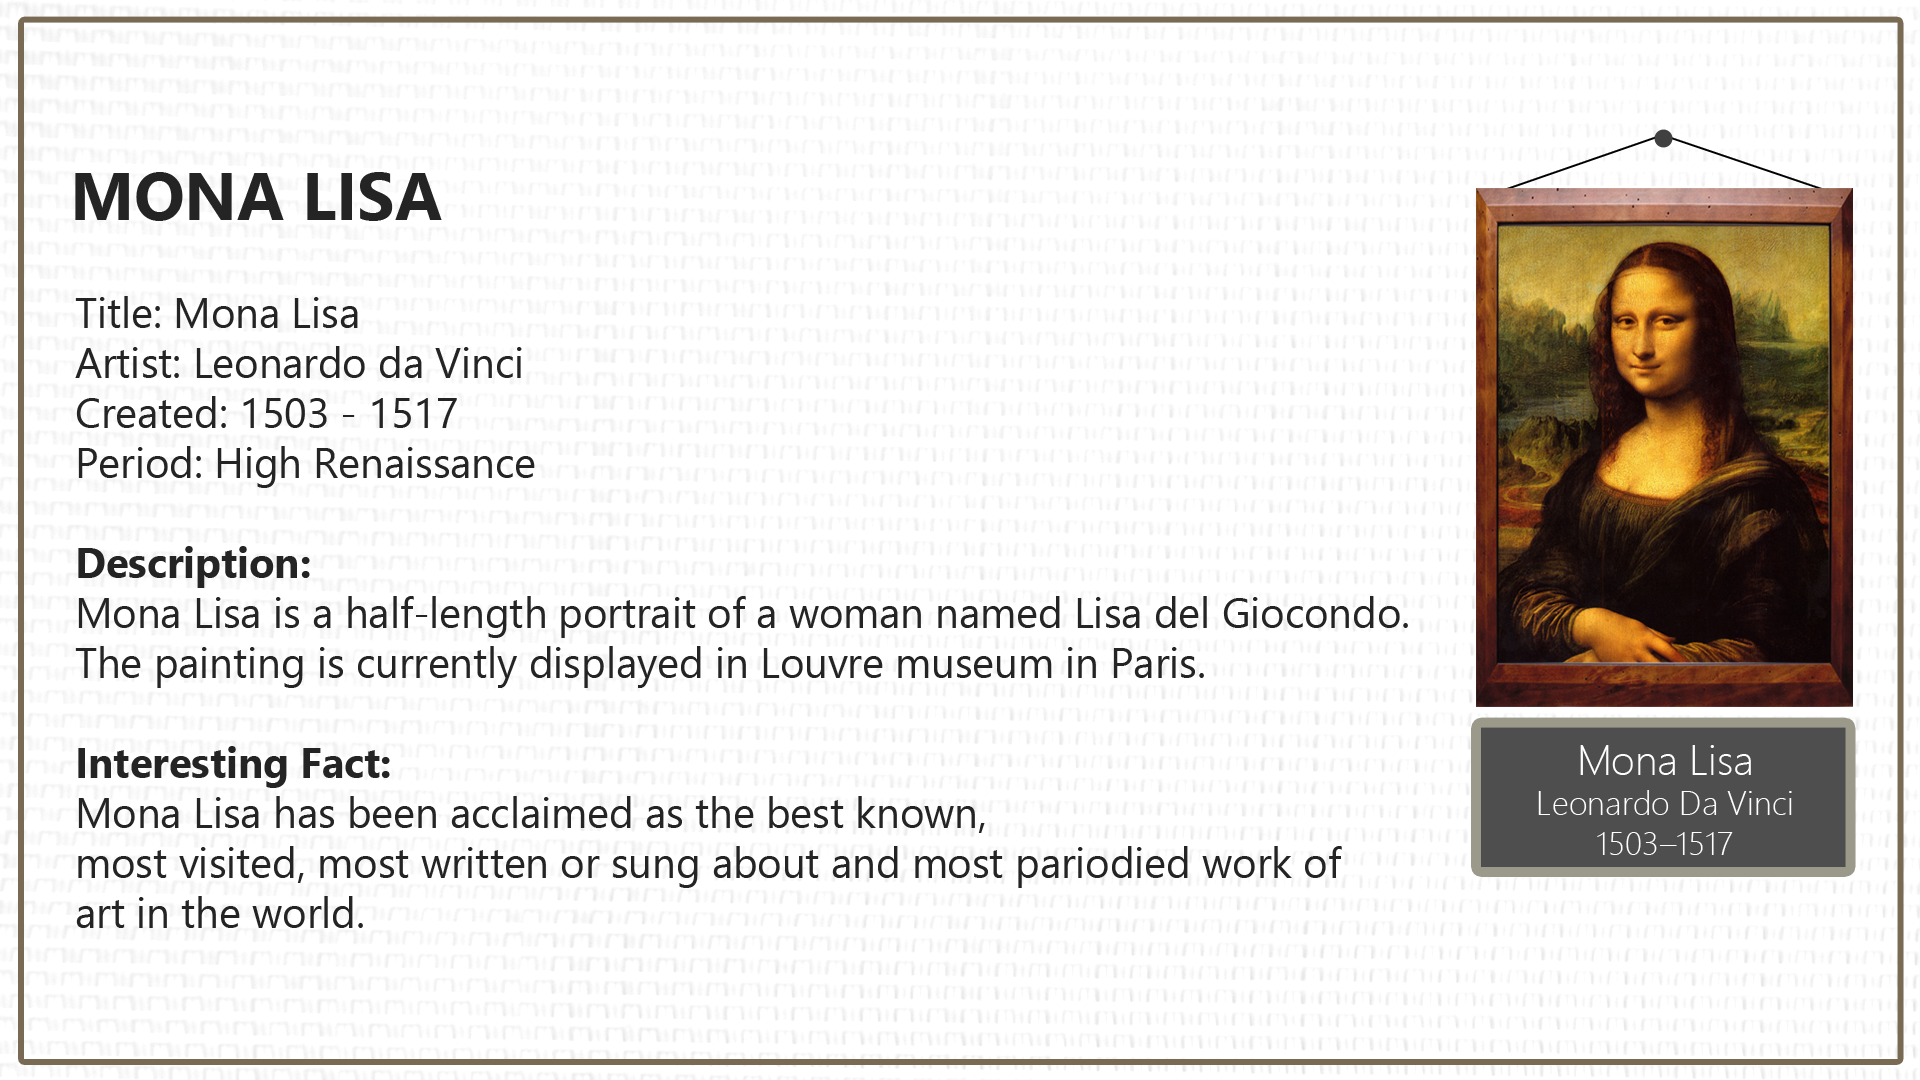 MONA LISA
Title: Mona Lisa
Artist: Leonardo da Vinci
Created: 1503 - 1517
Period: High Renaissance
Description:
Mona Lisa is a half-length portrait of a woman named Lisa del Giocondo.
The painting is currently displayed in Louvre museum in Paris.
Interesting Fact:
Mona Lisa has been acclaimed as the best known,
most visited, most written or sung about and most pariodied work of
art in the world.
Mona Lisa
Leonardo Da Vinci
1503–1517